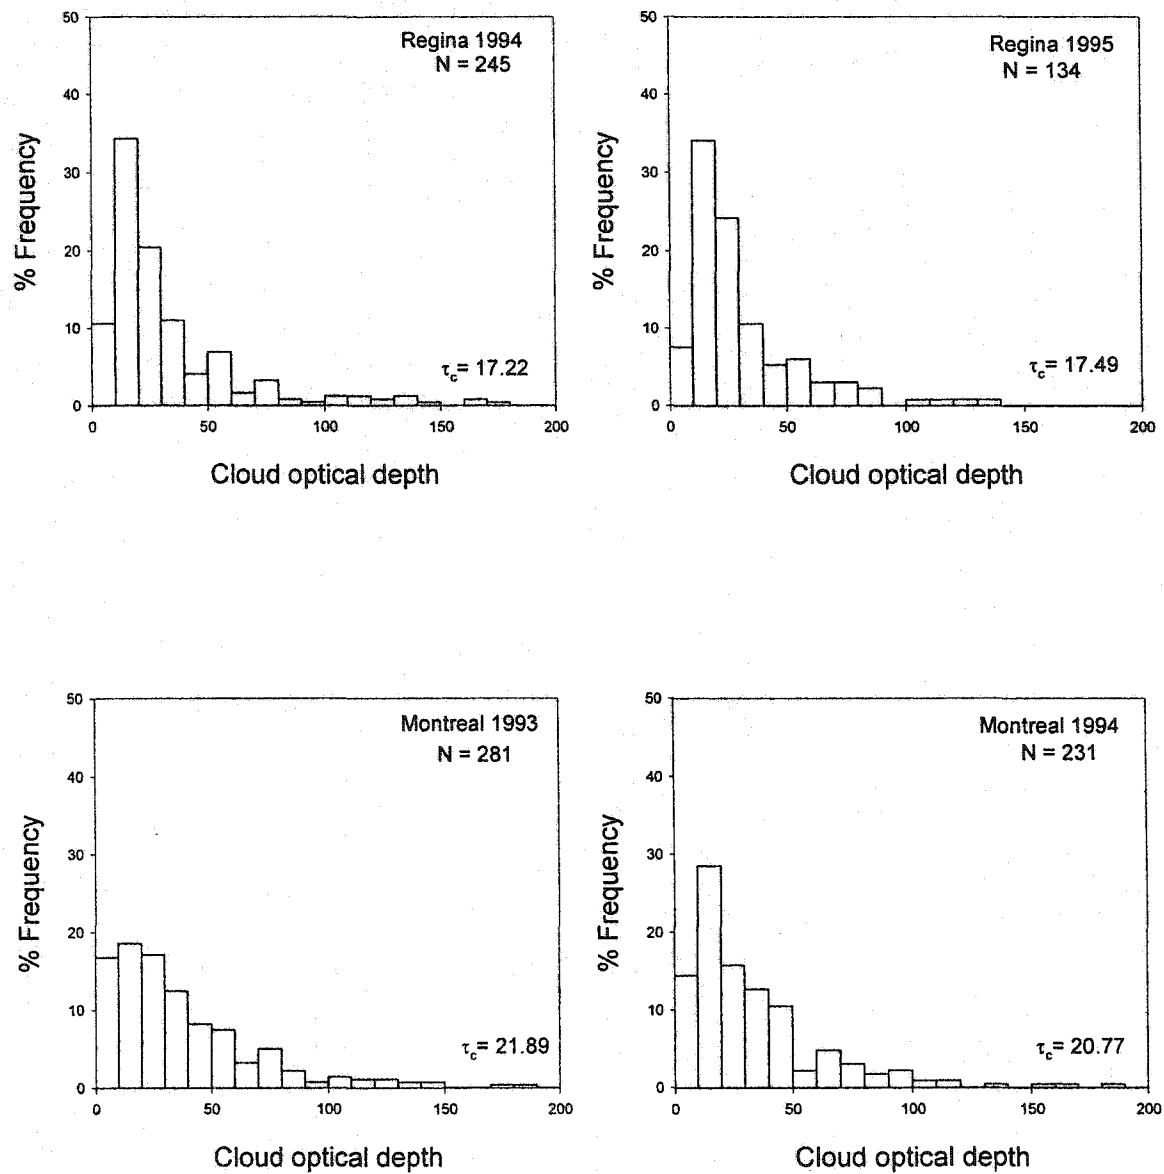 50
Regina 1994
N = 245
40
30
20
10
0
% Frequency
τc= 17.22
0 50 100 150 200
Cloud optical depth
50
Regina 1995
N = 134
40
30
20
10
0
% Frequency
τc= 17.49
0 50 100 150 200
Cloud optical depth
50
Montreal 1993
N = 281
40
30
20
10
0
% Frequency
τc= 21.89
0 50 100 150 200
Cloud optical depth
50
Montreal 1994
N = 231
40
30
20
10
0
% Frequency
τc= 20.77
0 50 100 150 200
Cloud optical depth